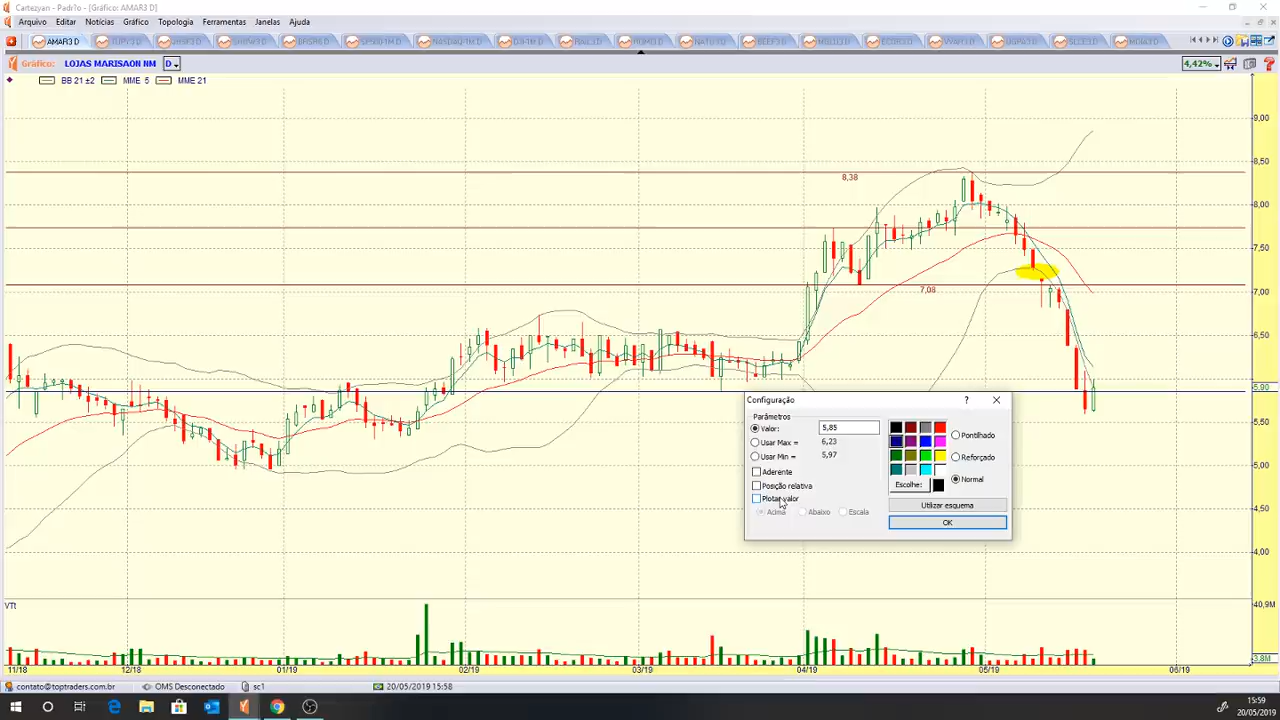 Cartezyan - Padr?o - [Gráfico: AMAR3 D]
Arquivo Editar Notícias Gráfico Topologia Ferramentas Janelas Ajuda
AMAR3 D
Gráfico: LOJAS MARISAON NM D 4,42%
BB 21 ±2 MME 5 MME 21
9,00
8,50
8,38
8,00
7,50
7,08
7,00
6,50
5,90
5,50
5,00
4,50
4,00
Configuração ?
Parâmetros
Valor: 5,85
Usar Max = 6,23
Usar Min = 5,97
Aderente
Posição relativa
Plotar valor
Acima Abaixo Escala
Pontilhado
Reforçado
Normal
Escolhe:
Utilizar esquema
OK
VTt 40,9M
3.8M
11/18 12/18 01/19 02/19 03/19 04/19 05/19 06/19
contato@toptraders.com.br OMS Desconectado sc1 20/05/2019 15:58
15:59
20/05/2019